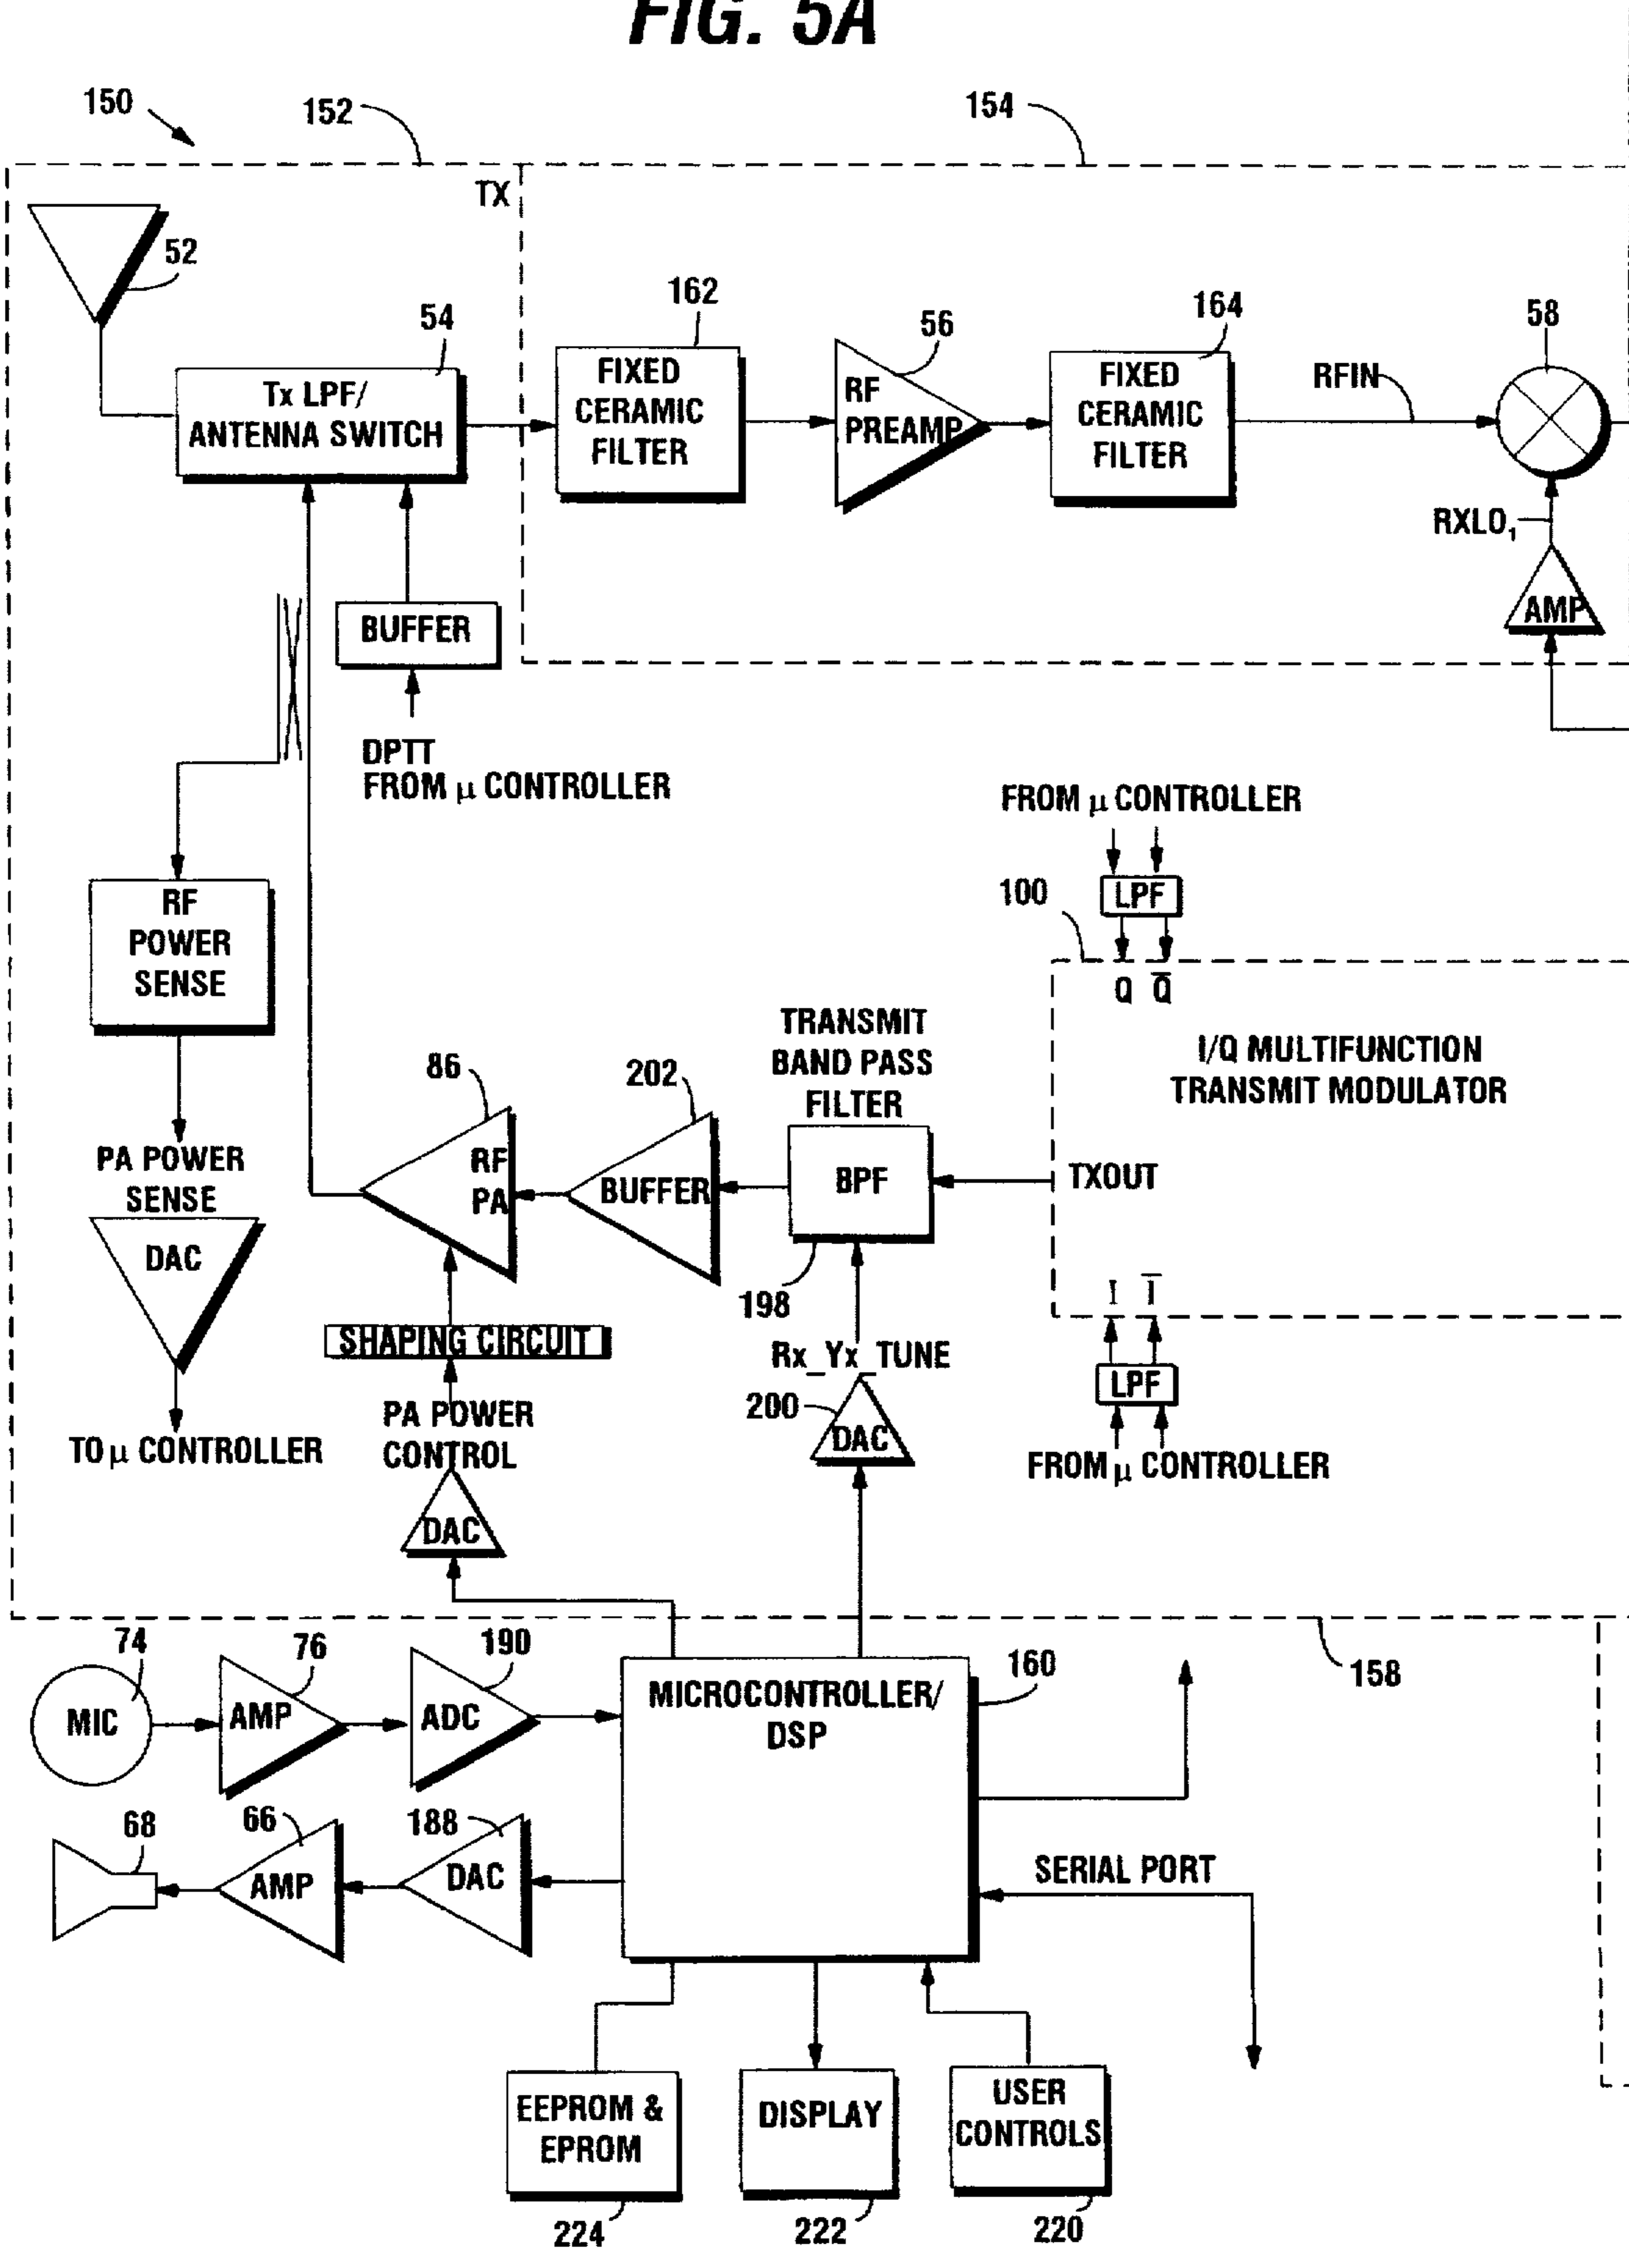 FIG. 5A
150
152
154
TX
52
54
162
56
164
58
Tx LPF/
ANTENNA SWITCH
FIXED
CERAMIC
FILTER
RF
PREAMP
FIXED
CERAMIC
FILTER
RFIN
RXLO1
AMP
BUFFER
DPTT
FROM μ CONTROLLER
FROM μ CONTROLLER
LPF
100
Q Q̅
RF
POWER
SENSE
I/Q MULTIFUNCTION
TRANSMIT MODULATOR
TRANSMIT
BAND PASS
FILTER
86
202
PA POWER
SENSE
RF
PA
BUFFER
BPF
TXOUT
DAC
198
I I̅
SHAPING CIRCUIT
Rx_Yx_TUNE
LPF
200
DAC
PA POWER
CONTROL
TO μ CONTROLLER
FROM μ CONTROLLER
DAC
74
76
190
160
158
MIC
AMP
ADC
MICROCONTROLLER/
DSP
68
66
188
AMP
DAC
SERIAL PORT
EEPROM &
EPROM
DISPLAY
USER
CONTROLS
224
222
220